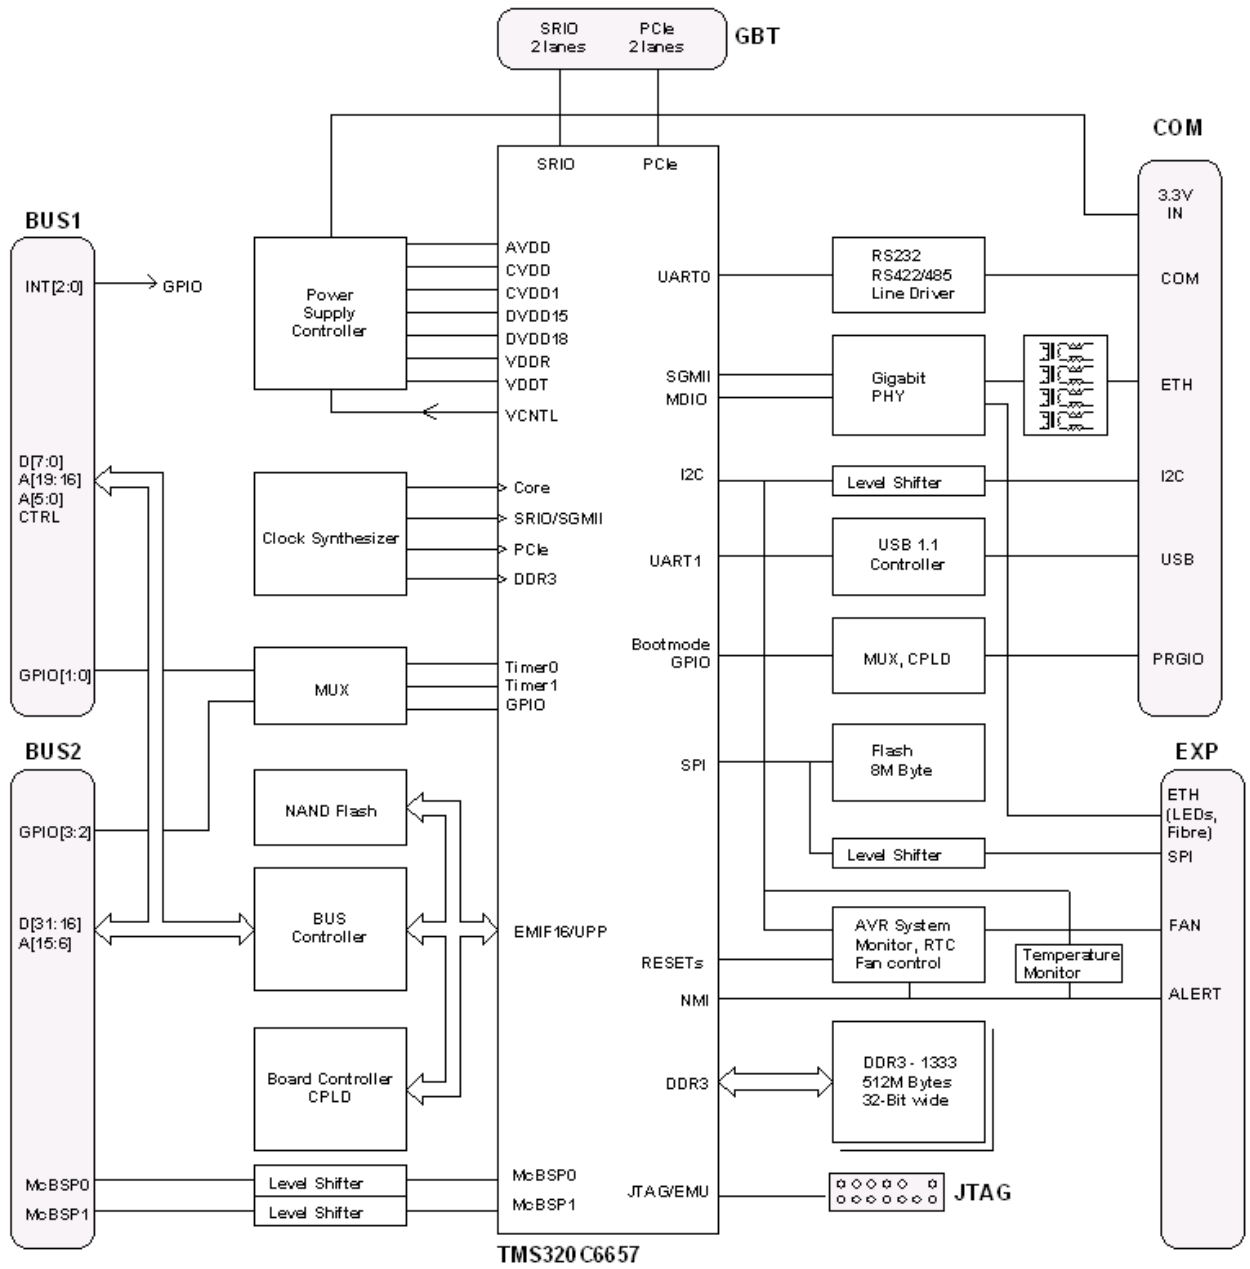 SRIO
2 lanes
PCIe
2 lanes
GBT
COM
3.3V
IN
COM
ETH
I2C
USB
PRGIO
BUS1
INT[2:0]
GPIO
D[7:0]
A[19:16]
A[5:0]
CTRL
GPIO[1:0]
BUS2
GPIO[3:2]
D[31:16]
A[15:6]
McBSP0
McBSP1
Power
Supply
Controller
Clock Synthesizer
MUX
NAND Flash
BUS
Controller
Board Controller
CPLD
Level Shifter
Level Shifter
SRIO
PCIe
AVDD
CVDD
CVDD1
DVDD15
DVDD18
VDDR
VDDT
VCNTL
Core
SRIO/SGMII
PCIe
DDR3
Timer0
Timer1
GPIO
EMIF16/UPP
McBSP0
McBSP1
UART0
SGMII
MDIO
I2C
UART1
Bootmode
GPIO
SPI
RESETs
NMI
DDR3
JTAG/EMU
TMS320C6657
RS232
RS422/485
Line Driver
Gigabit
PHY
Level Shifter
USB 1.1
Controller
MUX, CPLD
Flash
8M Byte
Level Shifter
AVR System
Monitor, RTC
Fan control
Temperature
Monitor
DDR3 - 1333
512M Bytes
32-Bit wide
JTAG
EXP
ETH
(LEDs,
Fibre)
SPI
FAN
ALERT